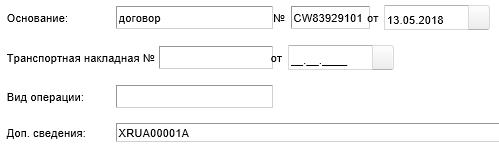 Основание: договор № CW83929101 от 13.05.2018
Транспортная накладная № от __.__.____
Вид операции:
Доп. сведения: XRUA00001A